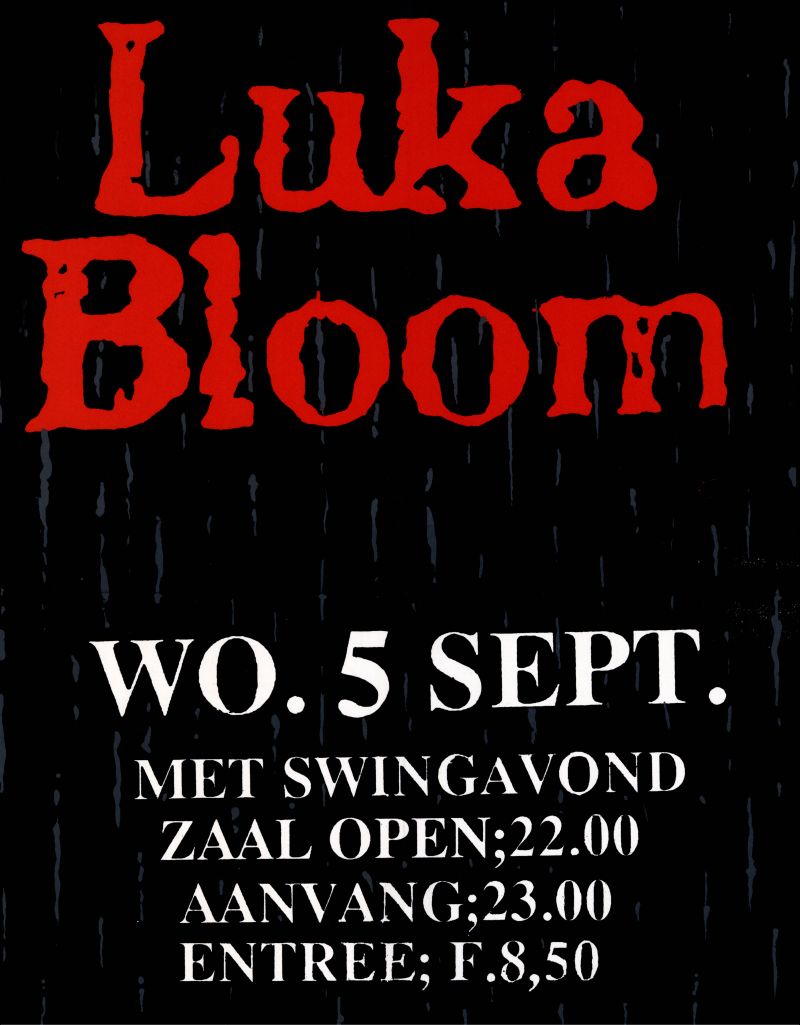 Luka
Bloom
WO. 5 SEPT.
MET SWINGAVOND
ZAAL OPEN;22.00
AANVANG;23.00
ENTREE; F.8,50